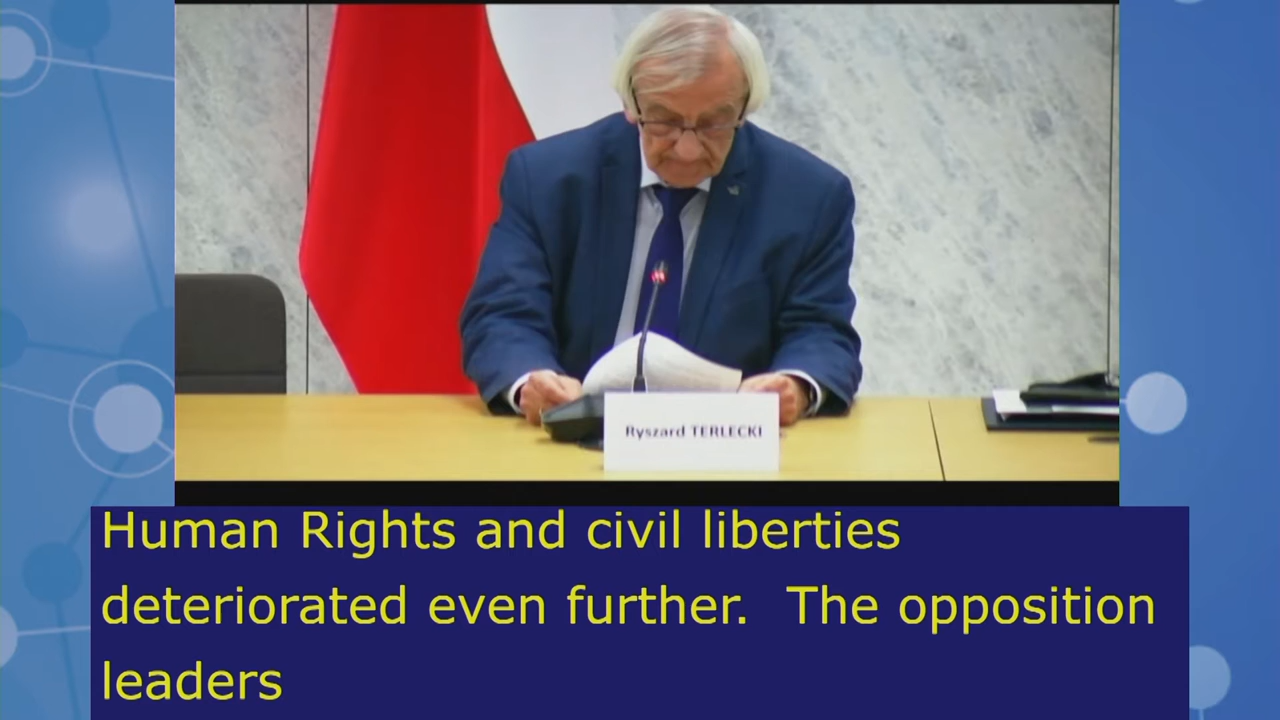 Ryszard TERLECKI
Human Rights and civil liberties
deteriorated even further.  The opposition
leaders